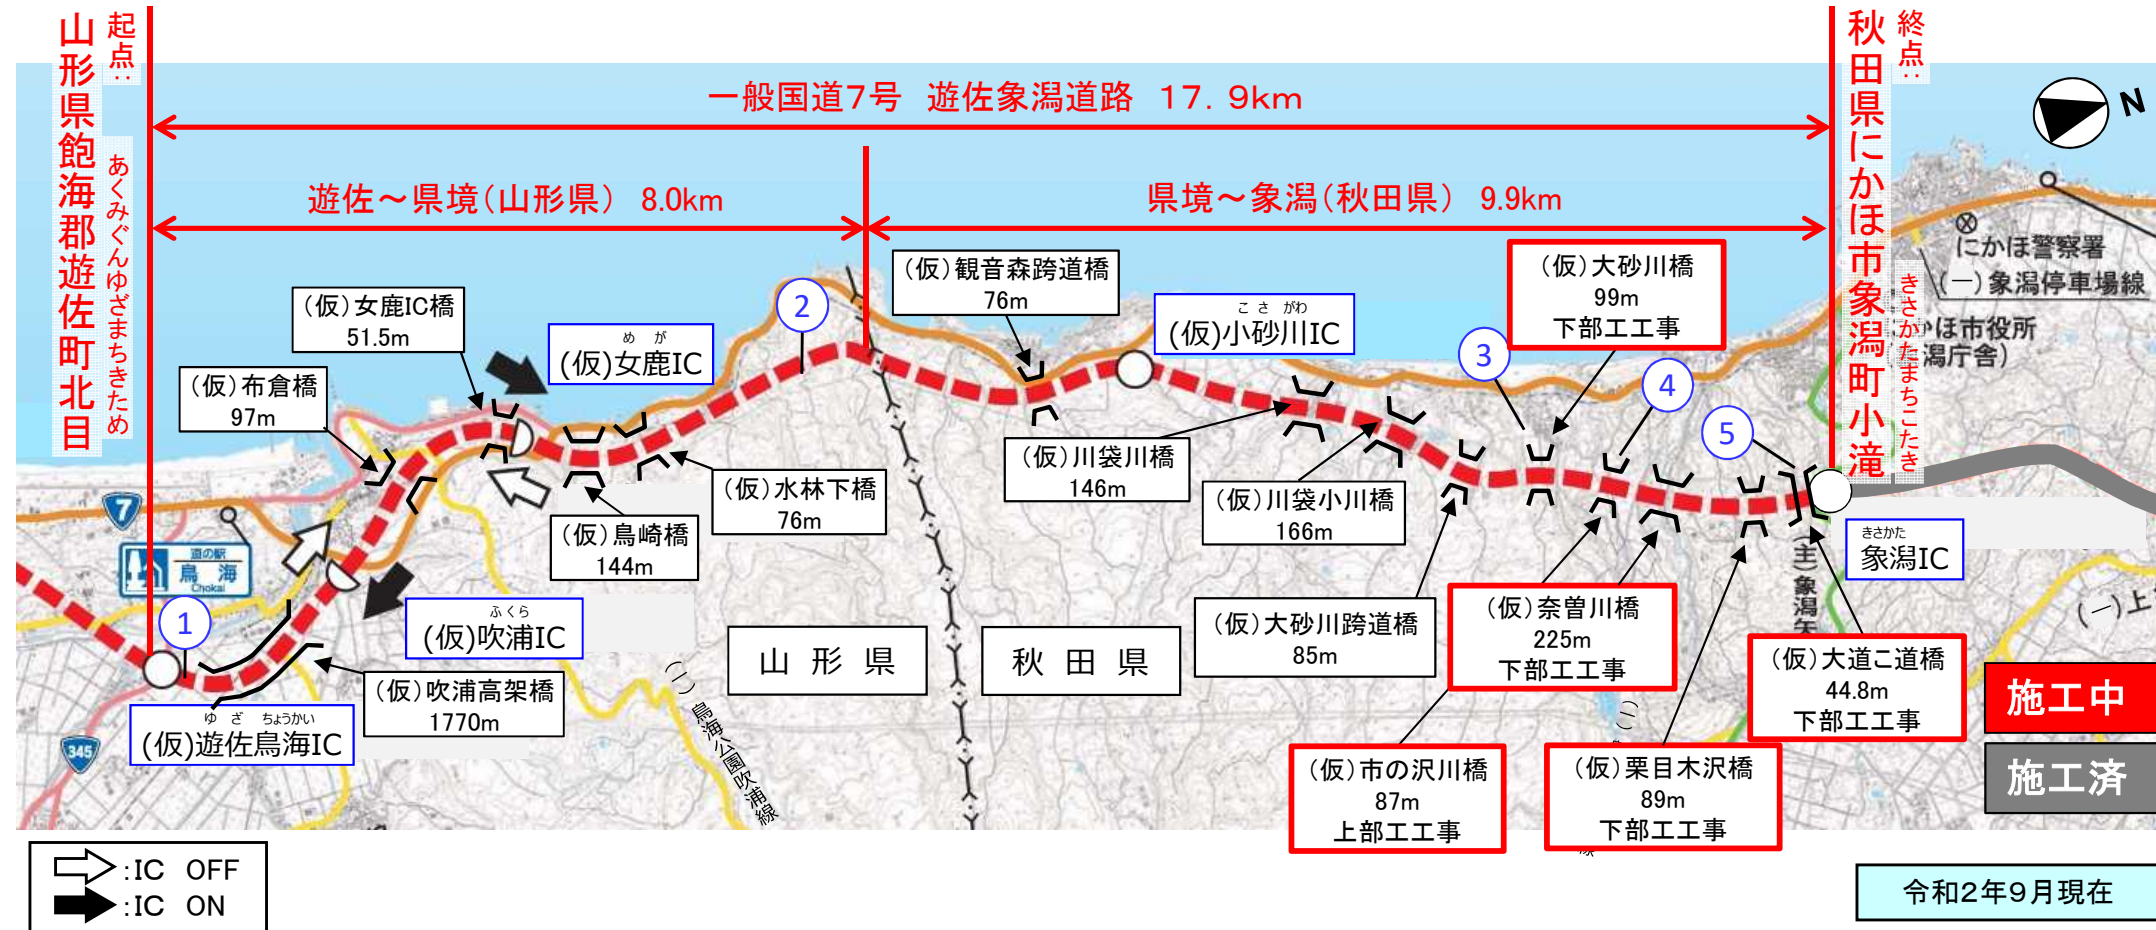 起点：
山形県飽海郡遊佐町北目
あくみぐんゆざまちきため
終点：
秋田県にかほ市象潟町小滝
きさかたまちこたき
一般国道7号　遊佐象潟道路　17．9km
遊佐～県境(山形県)　8.0km
県境～象潟(秋田県)　9.9km
N
(仮)女鹿IC橋
51.5m
(仮)布倉橋
97m
めが
(仮)女鹿IC
①
②
③
④
⑤
(仮)観音森跨道橋
76m
こさがわ
(仮)小砂川IC
(仮)大砂川橋
99m
下部工工事
にかほ警察署
(一)象潟停車場線
かほ市役所
潟庁舎)
(仮)水林下橋
76m
(仮)鳥崎橋
144m
(仮)川袋川橋
146m
(仮)川袋小川橋
166m
7
道の駅
鳥海
Chokai
ふくら
(仮)吹浦IC
(仮)吹浦高架橋
1770m
ゆざ ちょうかい
(仮)遊佐鳥海IC
345
(一)鳥海公園吹浦線
山形県
秋田県
(仮)大砂川跨道橋
85m
(仮)奈曽川橋
225m
下部工工事
(仮)市の沢川橋
87m
上部工工事
(仮)栗目木沢橋
89m
下部工工事
(仮)大道こ道橋
44.8m
下部工工事
きさかた
象潟IC
(主)象潟矢
(一)上
施工中
施工済
:IC OFF
:IC ON
令和2年9月現在